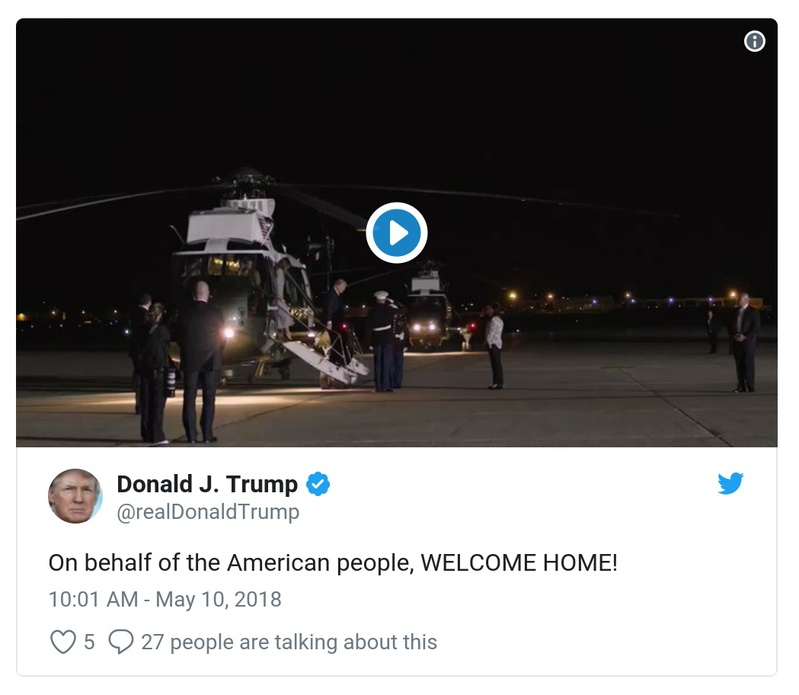 Donald J. Trump
@realDonaldTrump
On behalf of the American people, WELCOME HOME!
10:01 AM - May 10, 2018
5 27 people are talking about this